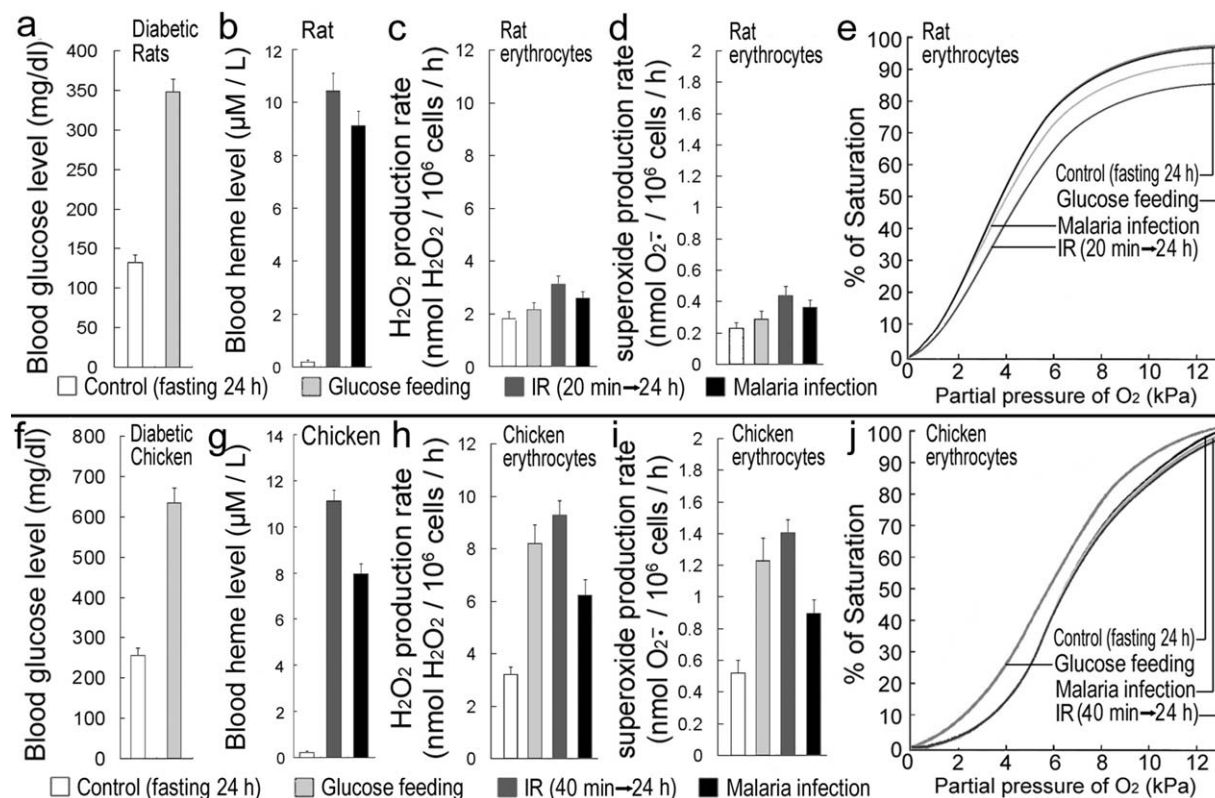 a
Diabetic
Rats
Blood glucose level (mg/dl)
400
350
300
250
200
150
100
50
0
b
Rat
Blood heme level (µM / L)
12
10
8
6
4
2
0
c
Rat
erythrocytes
H₂O₂ production rate
(nmol H₂O₂ / 10⁶ cells / h)
12
10
8
6
4
2
0
d
Rat
erythrocytes
superoxide production rate
(nmol O₂⨪ / 10⁶ cells / h)
2
1.8
1.6
1.4
1.2
1
0.8
0.6
0.4
0.2
0
e
Rat
erythrocytes
% of Saturation
100
90
80
70
60
50
40
30
20
10
0
Control (fasting 24 h)
Glucose feeding
Malaria infection
IR (20 min→24 h)
0 2 4 6 8 10 12
Partial pressure of O₂ (kPa)
Control (fasting 24 h) Glucose feeding IR (20 min→24 h) Malaria infection
f
Diabetic
Chicken
Blood glucose level (mg/dl)
800
700
600
500
400
300
200
100
0
g
Chicken
Blood heme level (µM / L)
14
12
10
8
6
4
2
0
h
Chicken
erythrocytes
H₂O₂ production rate
(nmol H₂O₂ / 10⁶ cells / h)
12
10
8
6
4
2
0
i
Chicken
erythrocytes
superoxide production rate
(nmol O₂⨪ / 10⁶ cells / h)
2
1.8
1.6
1.4
1.2
1
0.8
0.6
0.4
0.2
0
j
Chicken
erythrocytes
% of Saturation
100
90
80
70
60
50
40
30
20
10
0
Control (fasting 24 h)
Glucose feeding
Malaria infection
IR (40 min→24 h)
0 2 4 6 8 10 12
Partial pressure of O₂ (kPa)
Control (fasting 24 h) Glucose feeding IR (40 min→24 h) Malaria infection